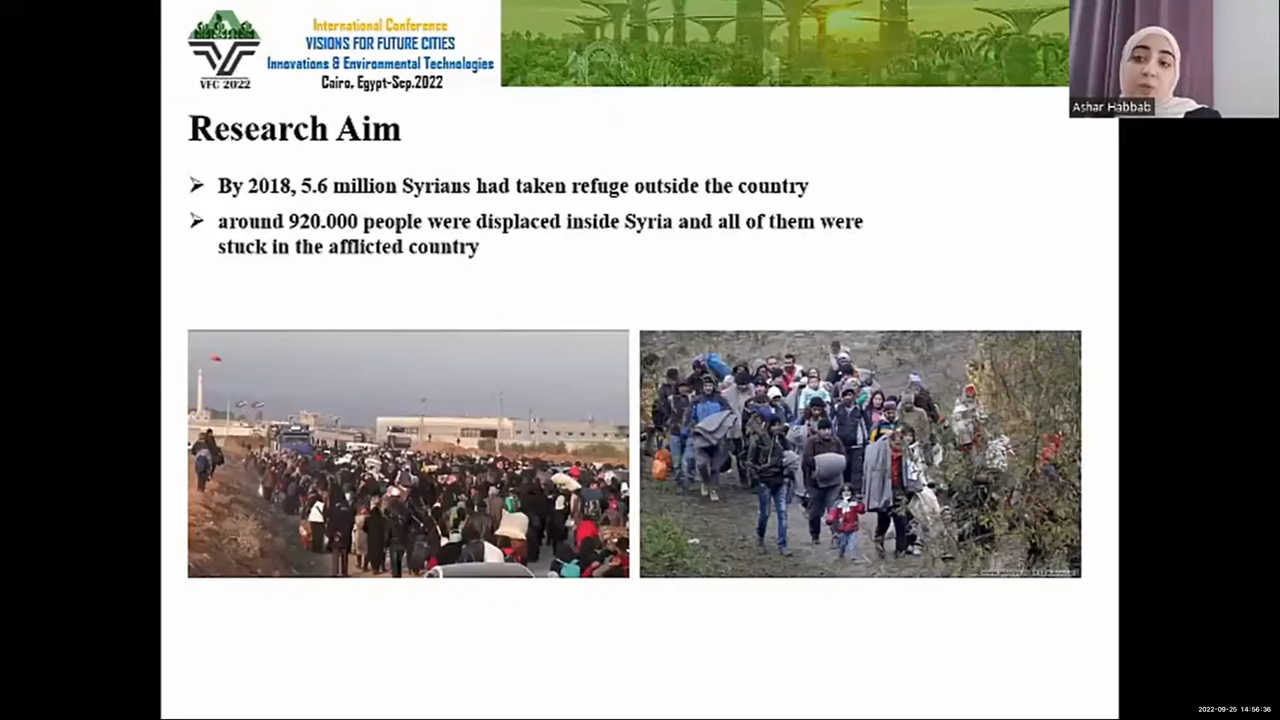 International Conference
VISIONS FOR FUTURE CITIES
Innovations & Environmental Technologies
Cairo, Egypt-Sep.2022
VFC 2022
Ashar Habbab
Research Aim
By 2018, 5.6 million Syrians had taken refuge outside the country
around 920.000 people were displaced inside Syria and all of them were
stuck in the afflicted country
2022-09-25 14:56:36